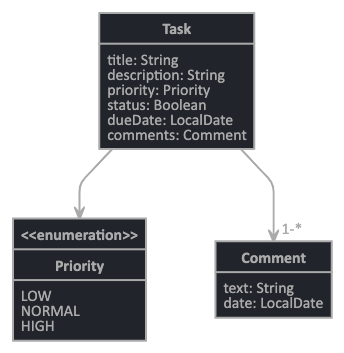 Task
title: String
description: String
priority: Priority
status: Boolean
dueDate: LocalDate
comments: Comment
1-*
<<enumeration>>
Priority
LOW
NORMAL
HIGH
Comment
text: String
date: LocalDate